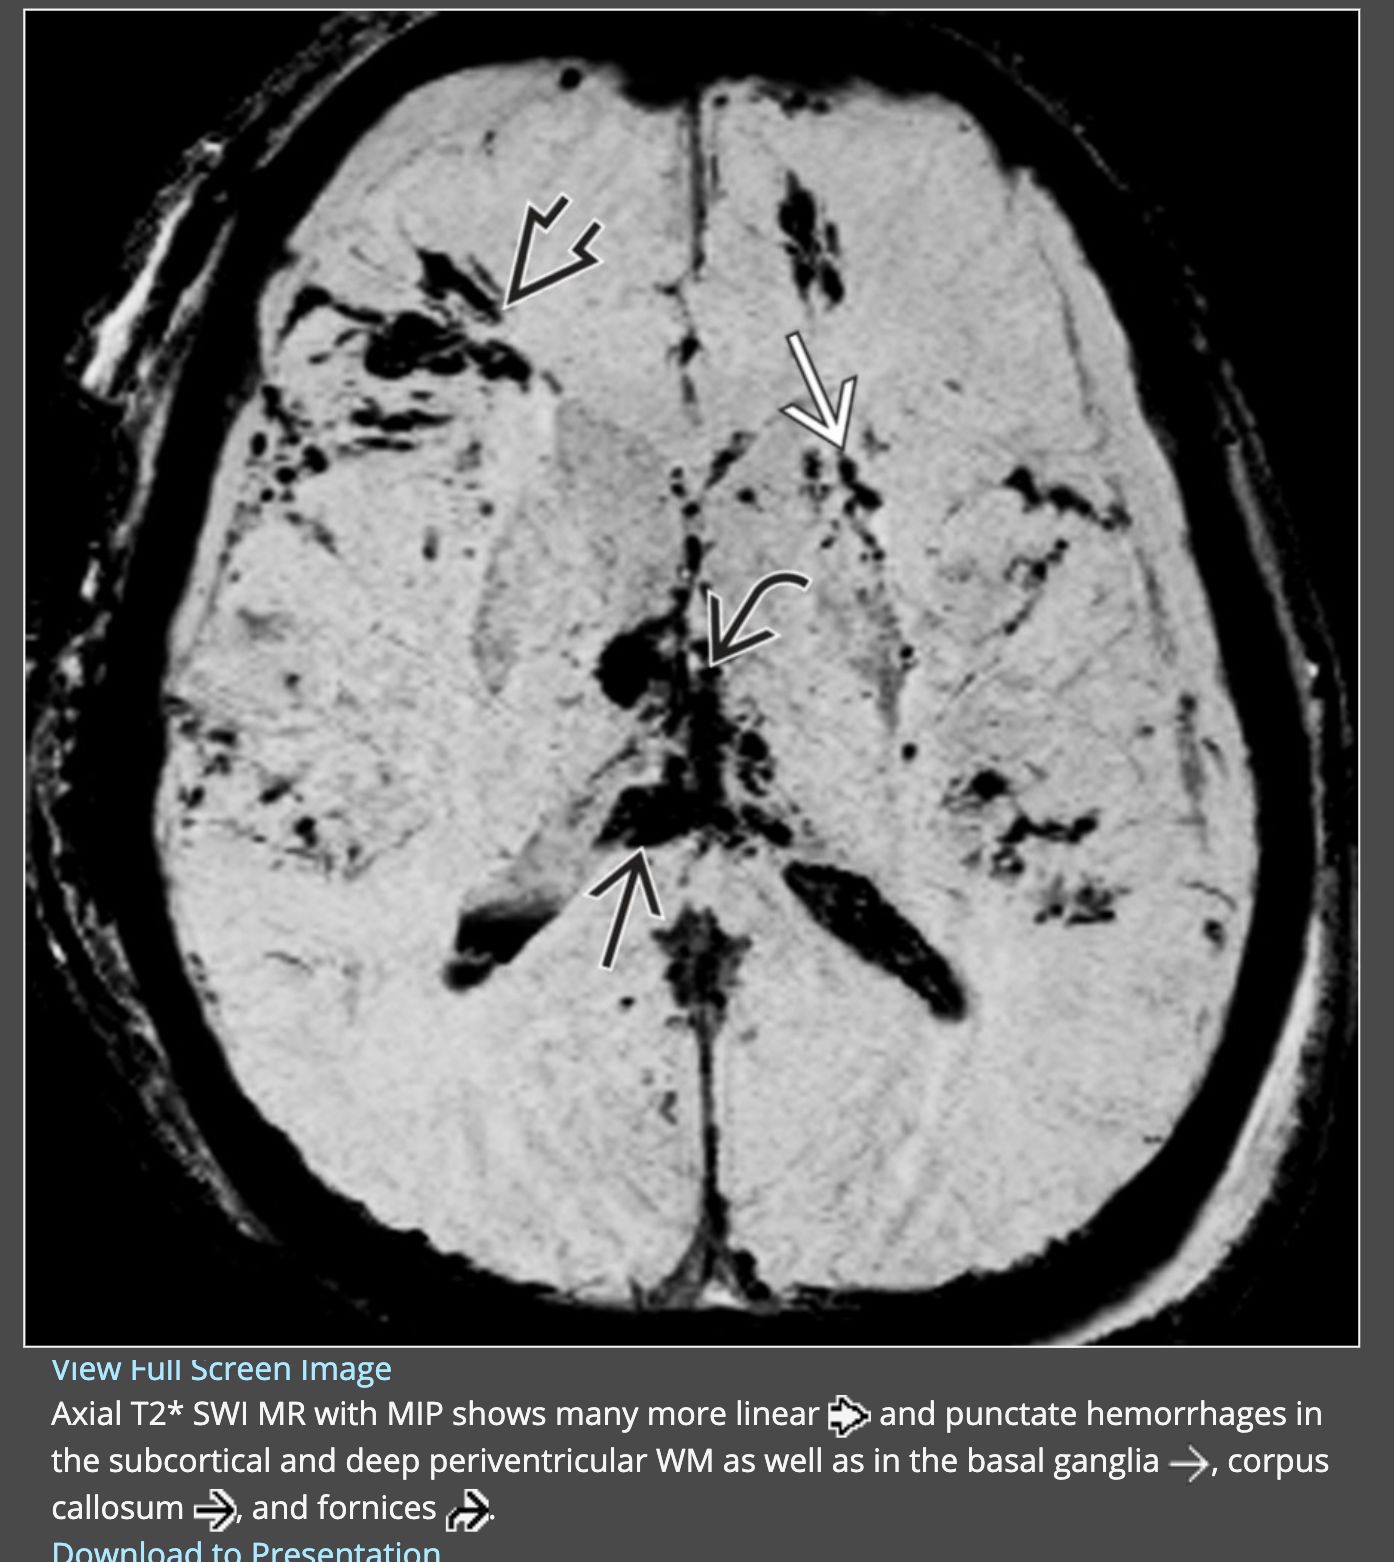 View Full Screen Image
Axial T2* SWI MR with MIP shows many more linear and punctate hemorrhages in
the subcortical and deep periventricular WM as well as in the basal ganglia , corpus
callosum , and fornices .
Download to Presentation